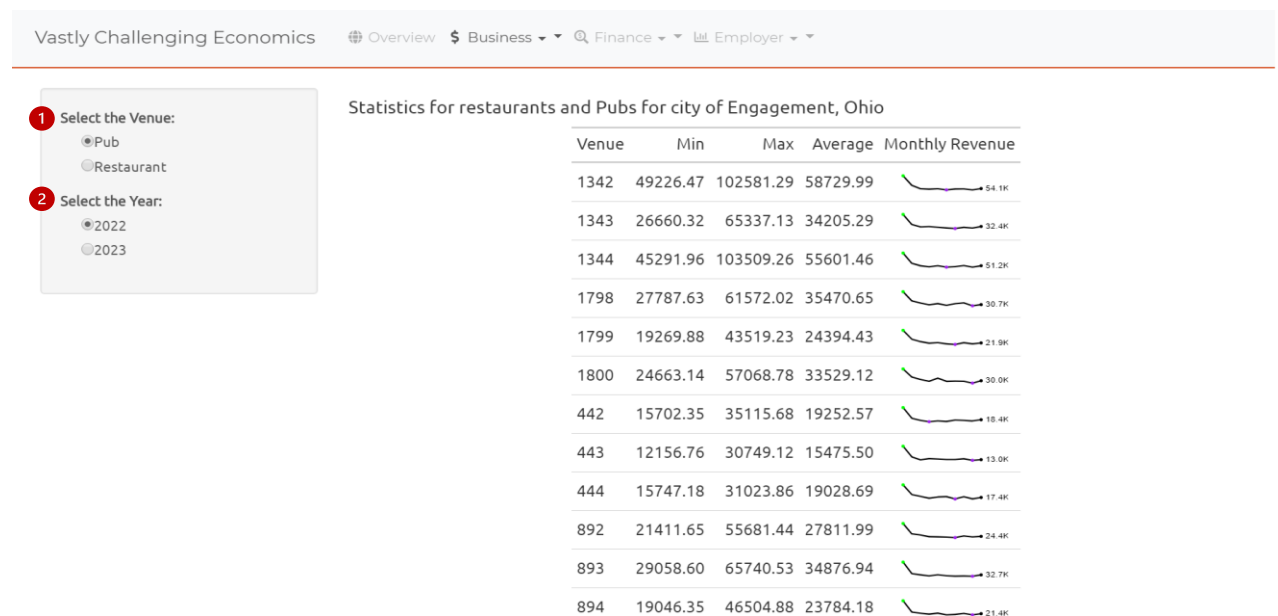 Vastly Challenging Economics Overview $ Business Finance Employer
1 Select the Venue:
Pub
Restaurant
2 Select the Year:
2022
2023
Statistics for restaurants and Pubs for city of Engagement, Ohio
Venue Min Max Average Monthly Revenue
1342 49226.47 102581.29 58729.99 54.1K
1343 26660.32 65337.13 34205.29 32.4K
1344 45291.96 103509.26 55601.46 51.2K
1798 27787.63 61572.02 35470.65 30.7K
1799 19269.88 43519.23 24394.43 21.9K
1800 24663.14 57068.78 33529.12 30.0K
442 15702.35 35115.68 19252.57 18.4K
443 12156.76 30749.12 15475.50 13.0K
444 15747.18 31023.86 19028.69 17.4K
892 21411.65 55681.44 27811.99 24.4K
893 29058.60 65740.53 34876.94 32.7K
894 19046.35 46504.88 23784.18 21.4K